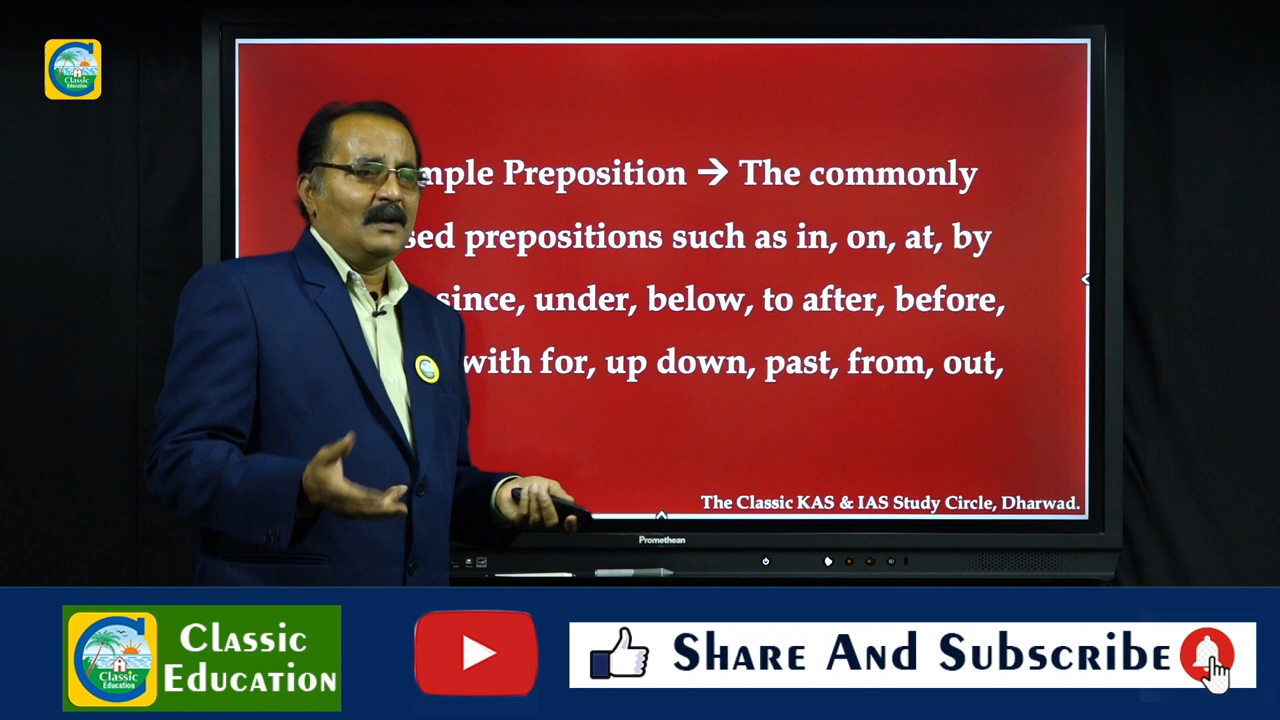 Classic
Education
mple Preposition → The commonly
sed prepositions such as in, on, at, by
since, under, below, to after, before,
with for, up down, past, from, out,
The Classic KAS & IAS Study Circle, Dharwad.
Promethean
Classic
Education
Classic
Education
Share And Subscribe